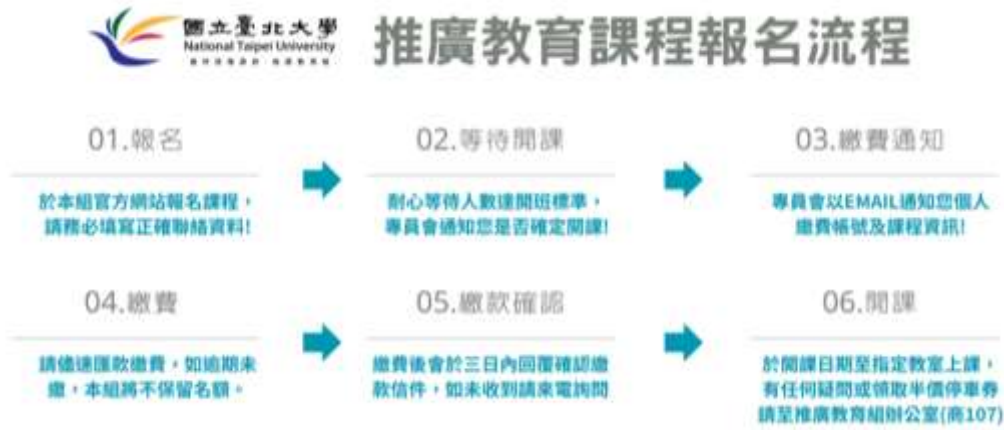 國立臺北大學
National Taipei University
推廣教育課程報名流程
01.報名
於本組官方網站報名課程，
請務必填寫正確聯絡資料!
02.等待開課
耐心等待人數達開班標準，
專員會通知您是否確定開課!
03.繳費通知
專員會以EMAIL通知您個人
繳費帳號及課程資訊!
04.繳費
請儘速匯款繳費，如逾期未
繳，本組將不保留名額。
05.繳款確認
繳費後會於三日內回覆確認繳
款信件，如未收到請來電詢問
06.開課
於開課日期至指定教室上課，
有任何疑問或領取半價停車券
請至推廣教育組辦公室(商107)